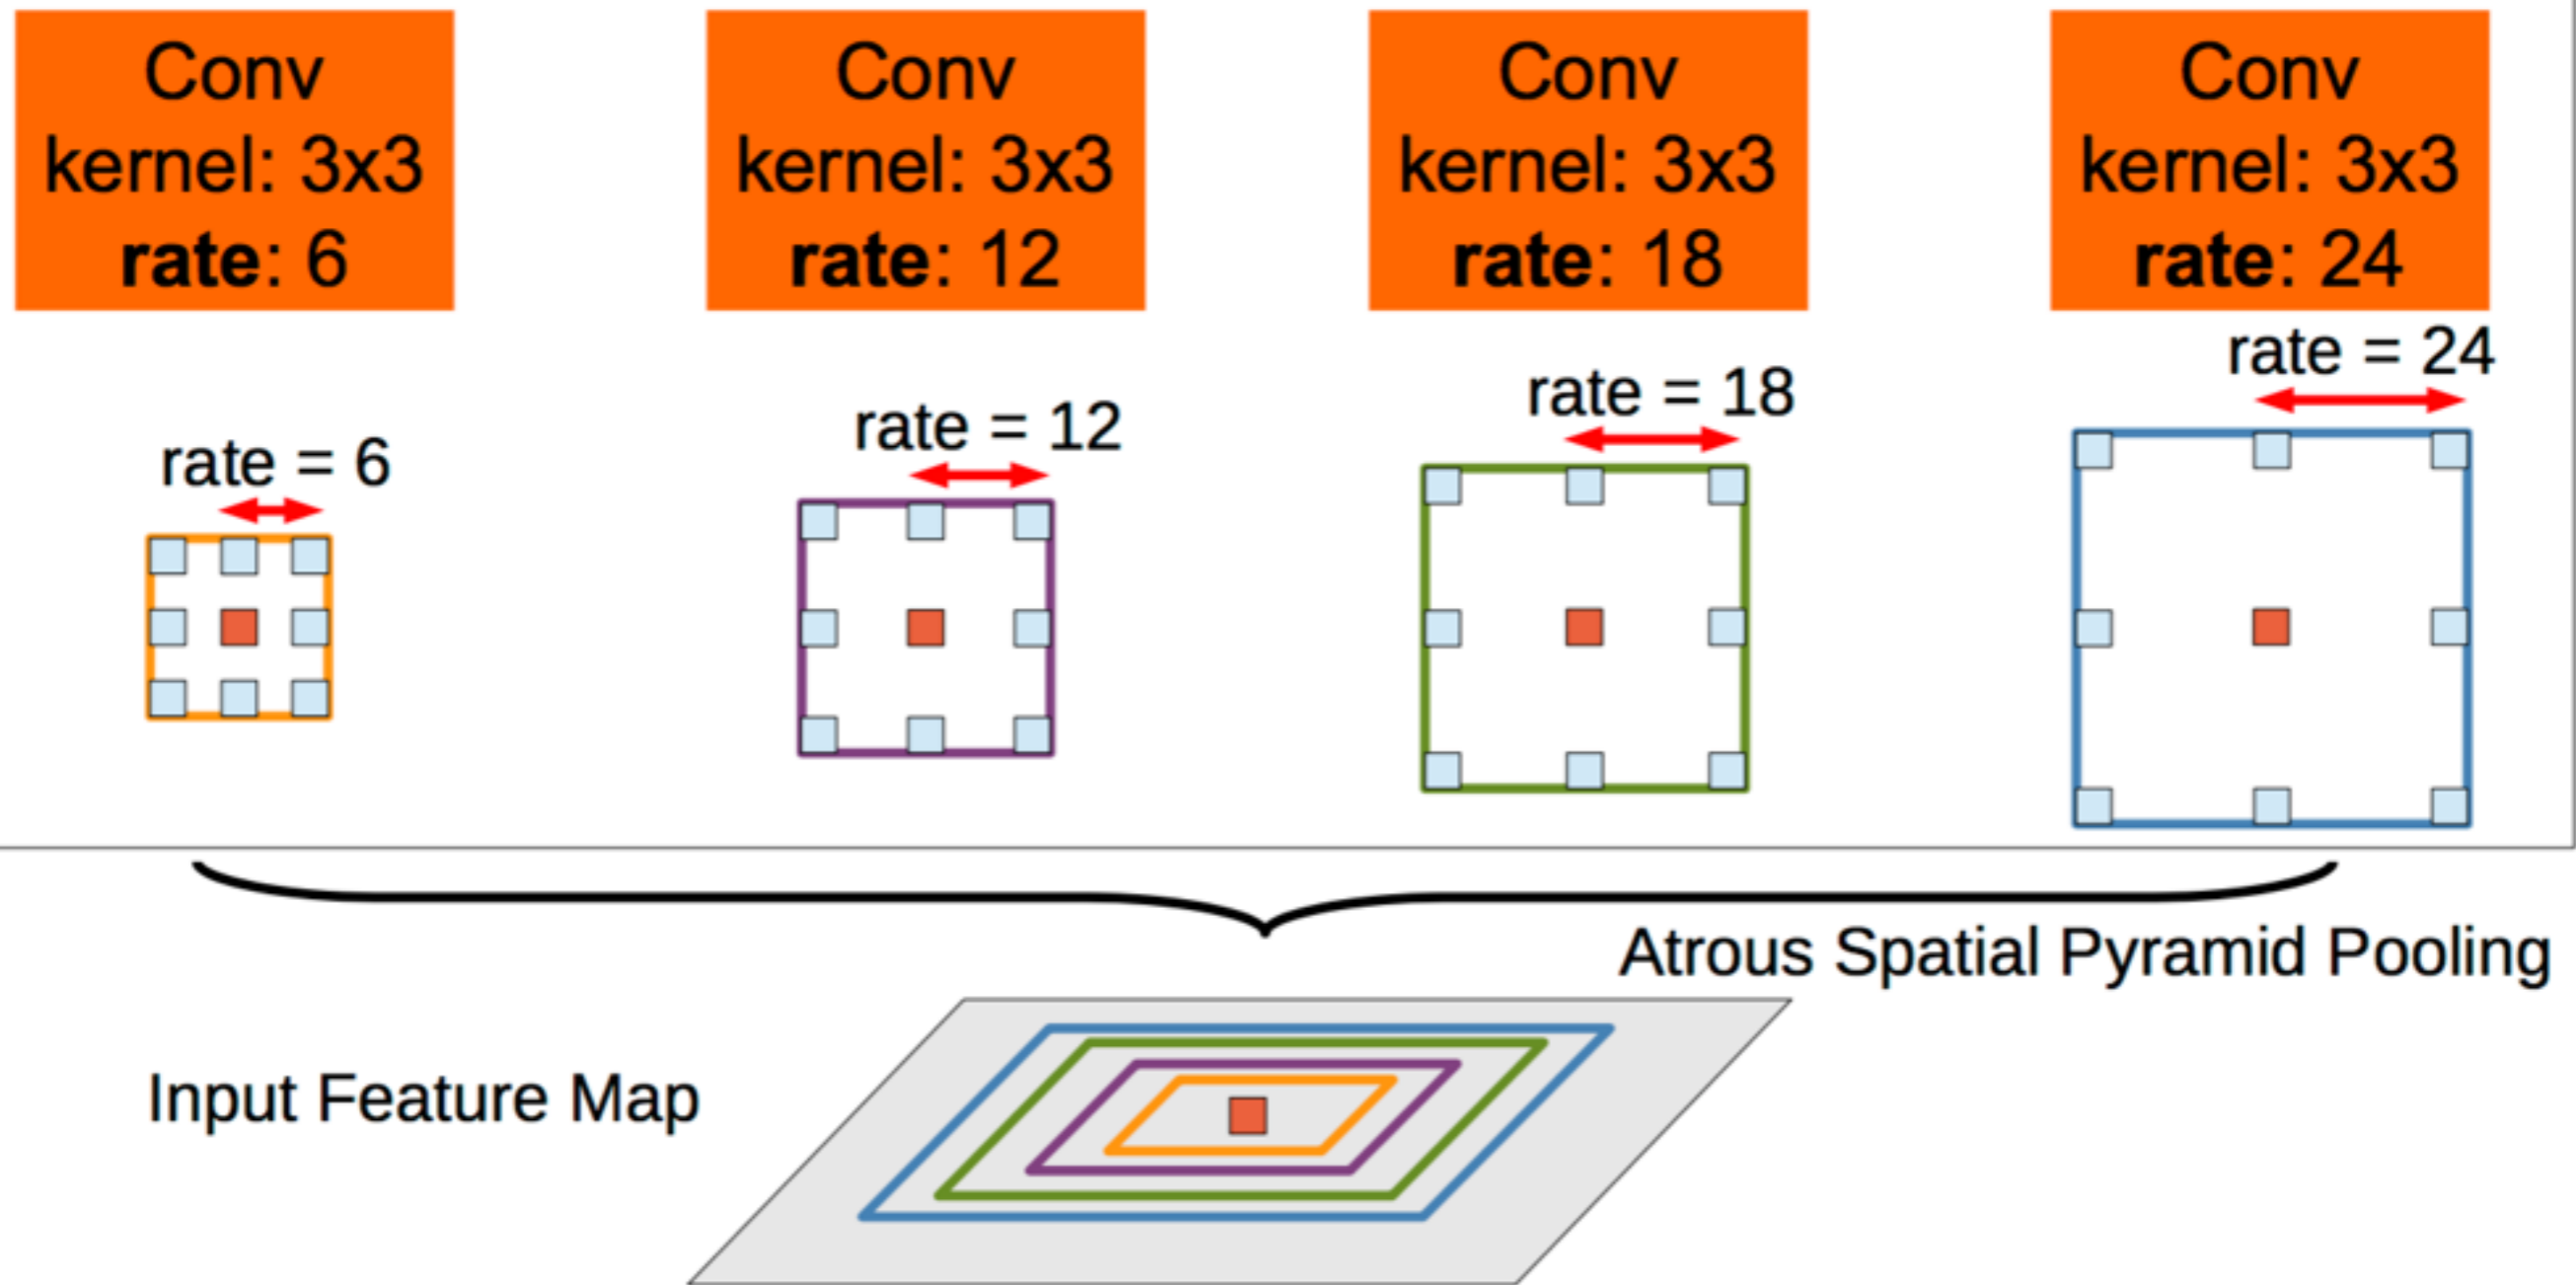 Conv
kernel: 3x3
rate: 6
Conv
kernel: 3x3
rate: 12
Conv
kernel: 3x3
rate: 18
Conv
kernel: 3x3
rate: 24
rate = 6
rate = 12
rate = 18
rate = 24
Atrous Spatial Pyramid Pooling
Input Feature Map